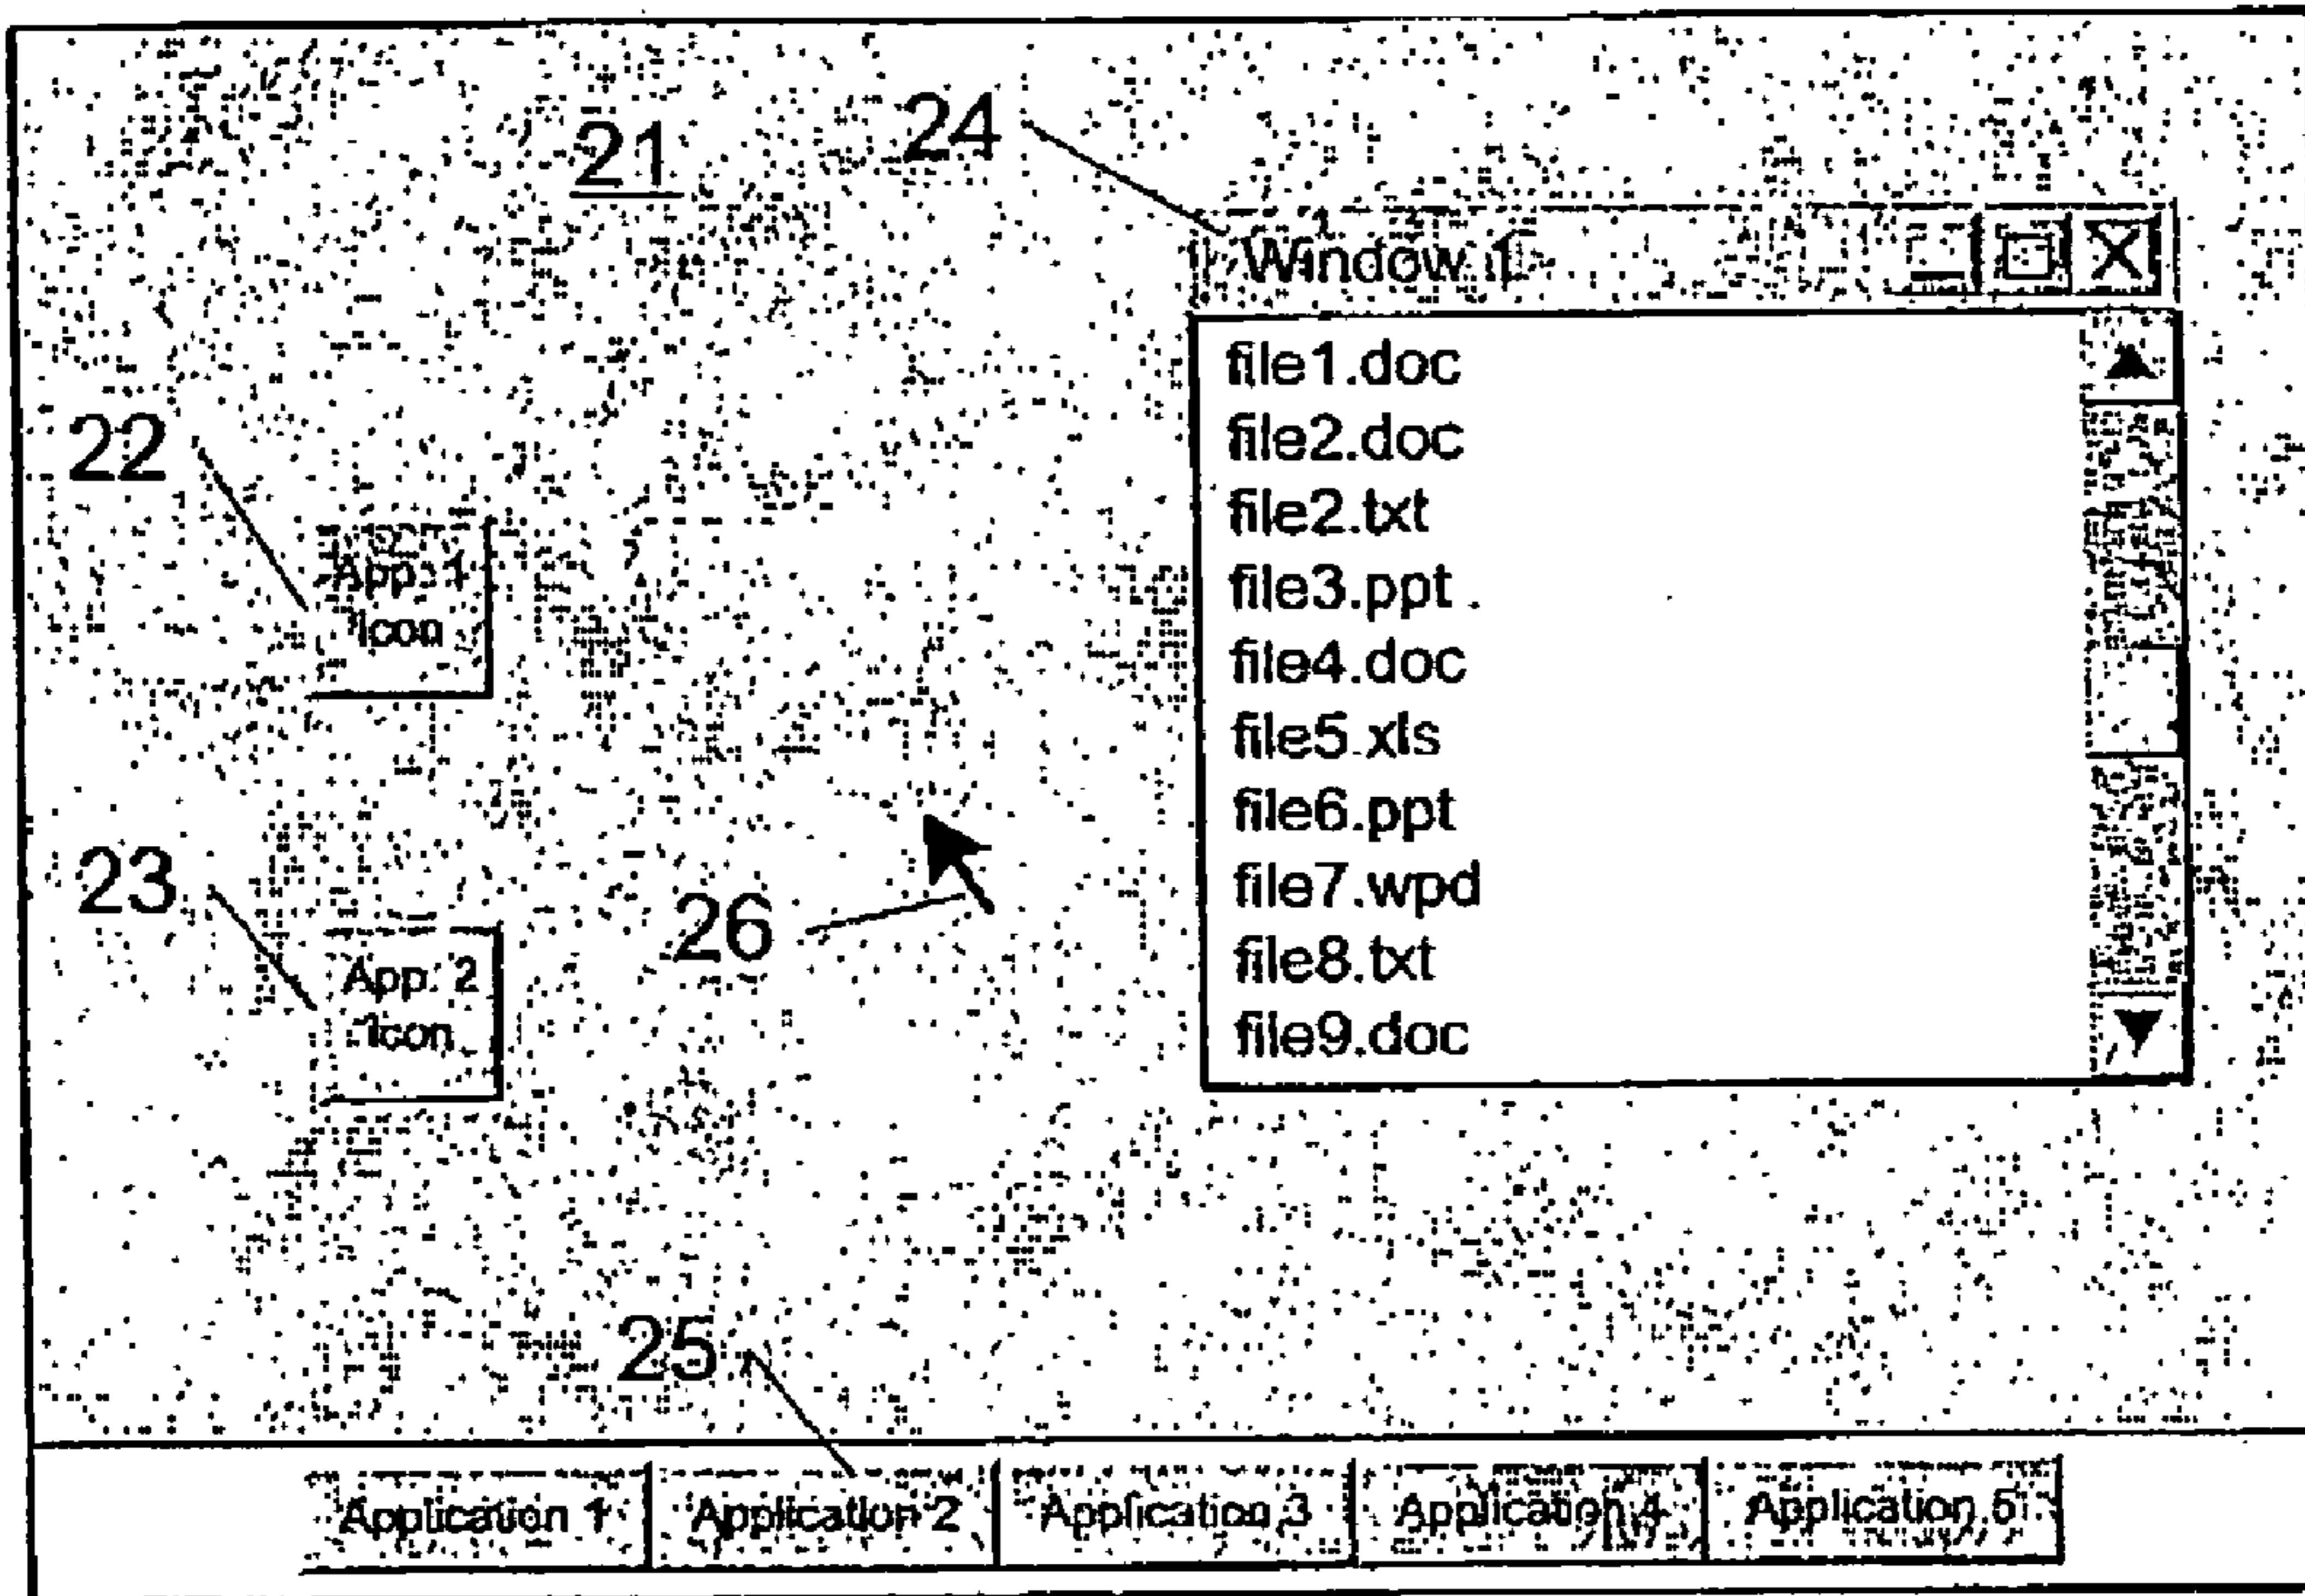 21
24
Window 1
file1.doc
file2.doc
file2.txt
file3.ppt
file4.doc
file5.xls
file6.ppt
file7.wpd
file8.txt
file9.doc
22
App. 1
Icon
23
App. 2
Icon
26
25
Application 1
Application 2
Application 3
Application 4
Application 5